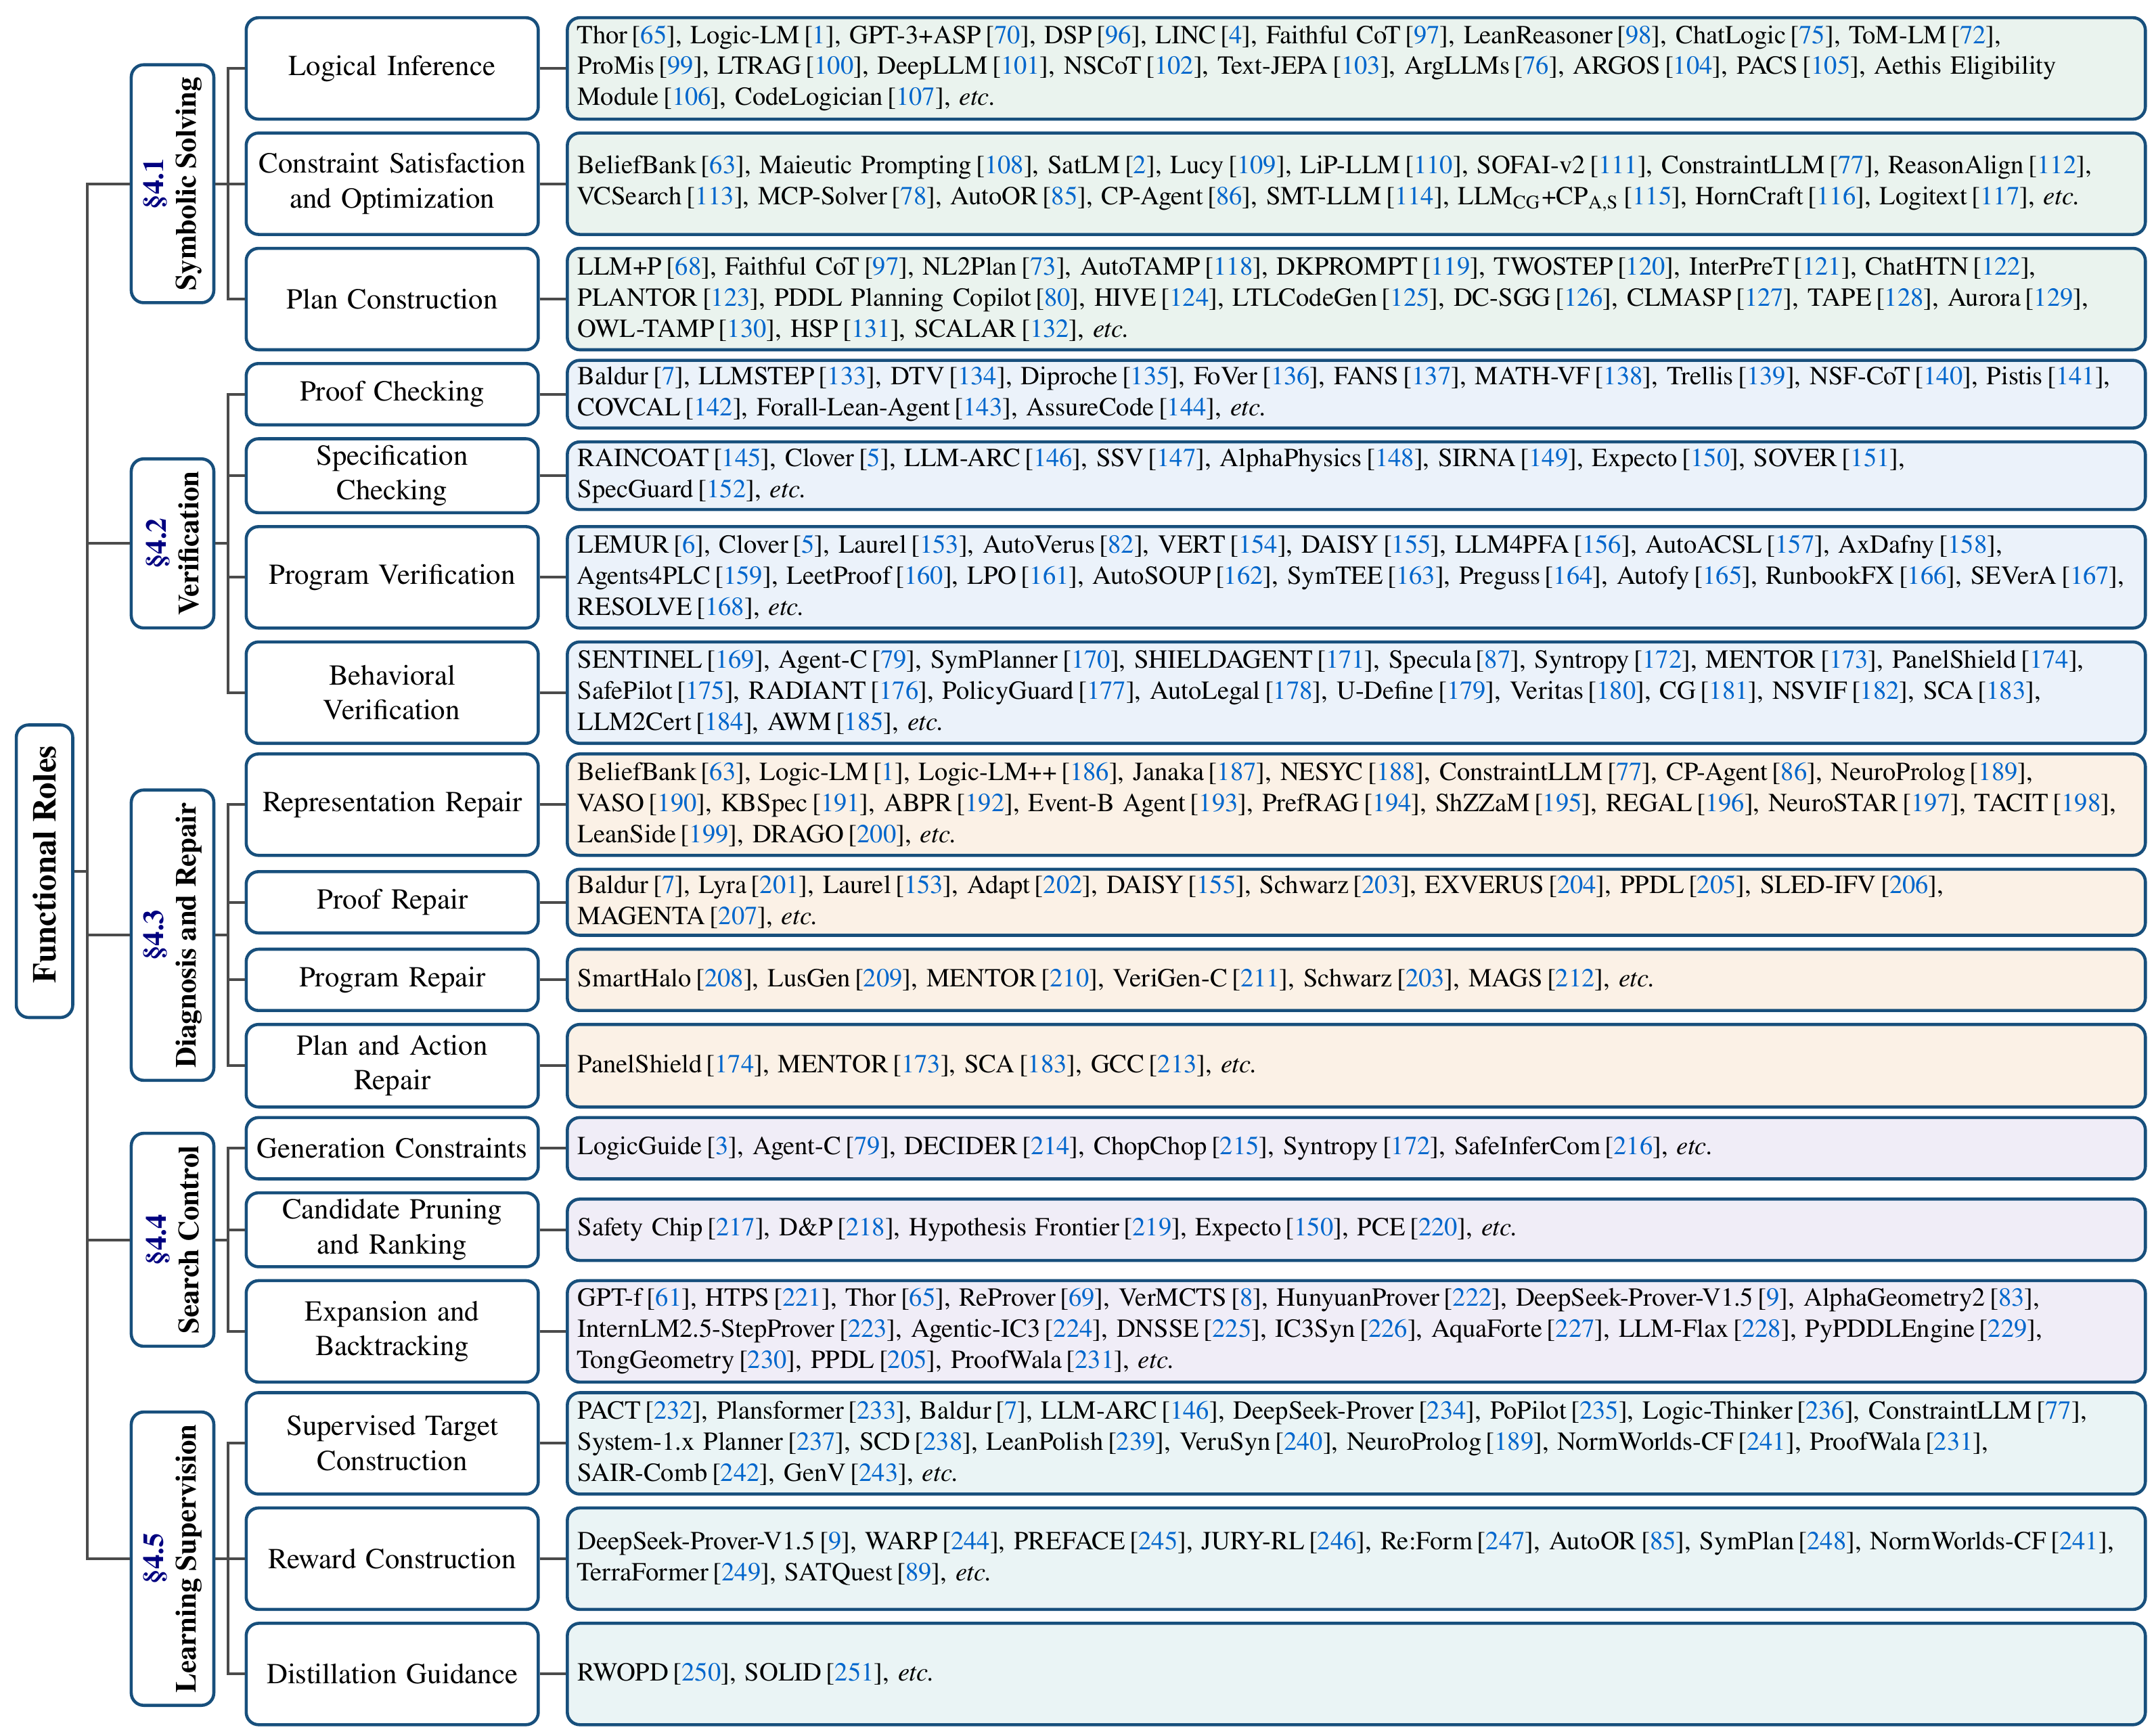 Functional Roles
§4.1
Symbolic Solving
Logical Inference
Thor [65], Logic-LM [1], GPT-3+ASP [70], DSP [96], LINC [4], Faithful CoT [97], LeanReasoner [98], ChatLogic [75], ToM-LM [72],
ProMis [99], LTRAG [100], DeepLLM [101], NSCoT [102], Text-JEPA [103], ArgLLMs [76], ARGOS [104], PACS [105], Aethis Eligibility
Module [106], CodeLogician [107], etc.
Constraint Satisfaction
and Optimization
BeliefBank [63], Maieutic Prompting [108], SatLM [2], Lucy [109], LiP-LLM [110], SOFAI-v2 [111], ConstraintLLM [77], ReasonAlign [112],
VCSearch [113], MCP-Solver [78], AutoOR [85], CP-Agent [86], SMT-LLM [114], LLMCG+CPA,S [115], HornCraft [116], Logitext [117], etc.
Plan Construction
LLM+P [68], Faithful CoT [97], NL2Plan [73], AutoTAMP [118], DKPROMPT [119], TWOSTEP [120], InterPreT [121], ChatHTN [122],
PLANTOR [123], PDDL Planning Copilot [80], HIVE [124], LTLCodeGen [125], DC-SGG [126], CLMASP [127], TAPE [128], Aurora [129],
OWL-TAMP [130], HSP [131], SCALAR [132], etc.
§4.2
Verification
Proof Checking
Baldur [7], LLMSTEP [133], DTV [134], Diproche [135], FoVer [136], FANS [137], MATH-VF [138], Trellis [139], NSF-CoT [140], Pistis [141],
COVCAL [142], Forall-Lean-Agent [143], AssureCode [144], etc.
Specification
Checking
RAINCOAT [145], Clover [5], LLM-ARC [146], SSV [147], AlphaPhysics [148], SIRNA [149], Expecto [150], SOVER [151],
SpecGuard [152], etc.
Program Verification
LEMUR [6], Clover [5], Laurel [153], AutoVerus [82], VERT [154], DAISY [155], LLM4PFA [156], AutoACSL [157], AxDafny [158],
Agents4PLC [159], LeetProof [160], LPO [161], AutoSOUP [162], SymTEE [163], Preguss [164], Autofy [165], RunbookFX [166], SEVerA [167],
RESOLVE [168], etc.
Behavioral
Verification
SENTINEL [169], Agent-C [79], SymPlanner [170], SHIELDAGENT [171], Specula [87], Syntropy [172], MENTOR [173], PanelShield [174],
SafePilot [175], RADIANT [176], PolicyGuard [177], AutoLegal [178], U-Define [179], Veritas [180], CG [181], NSVIF [182], SCA [183],
LLM2Cert [184], AWM [185], etc.
§4.3
Diagnosis and Repair
Representation Repair
BeliefBank [63], Logic-LM [1], Logic-LM++ [186], Janaka [187], NESYC [188], ConstraintLLM [77], CP-Agent [86], NeuroProlog [189],
VASO [190], KBSpec [191], ABPR [192], Event-B Agent [193], PrefRAG [194], ShZZaM [195], REGAL [196], NeuroSTAR [197], TACIT [198],
LeanSide [199], DRAGO [200], etc.
Proof Repair
Baldur [7], Lyra [201], Laurel [153], Adapt [202], DAISY [155], Schwarz [203], EXVERUS [204], PPDL [205], SLED-IFV [206],
MAGENTA [207], etc.
Program Repair
SmartHalo [208], LusGen [209], MENTOR [210], VeriGen-C [211], Schwarz [203], MAGS [212], etc.
Plan and Action
Repair
PanelShield [174], MENTOR [173], SCA [183], GCC [213], etc.
§4.4
Search Control
Generation Constraints
LogicGuide [3], Agent-C [79], DECIDER [214], ChopChop [215], Syntropy [172], SafeInferCom [216], etc.
Candidate Pruning
and Ranking
Safety Chip [217], D&P [218], Hypothesis Frontier [219], Expecto [150], PCE [220], etc.
Expansion and
Backtracking
GPT-f [61], HTPS [221], Thor [65], ReProver [69], VerMCTS [8], HunyuanProver [222], DeepSeek-Prover-V1.5 [9], AlphaGeometry2 [83],
InternLM2.5-StepProver [223], Agentic-IC3 [224], DNSSE [225], IC3Syn [226], AquaForte [227], LLM-Flax [228], PyPDDLEngine [229],
TongGeometry [230], PPDL [205], ProofWala [231], etc.
§4.5
Learning Supervision
Supervised Target
Construction
PACT [232], Plansformer [233], Baldur [7], LLM-ARC [146], DeepSeek-Prover [234], PoPilot [235], Logic-Thinker [236], ConstraintLLM [77],
System-1.x Planner [237], SCD [238], LeanPolish [239], VeruSyn [240], NeuroProlog [189], NormWorlds-CF [241], ProofWala [231],
SAIR-Comb [242], GenV [243], etc.
Reward Construction
DeepSeek-Prover-V1.5 [9], WARP [244], PREFACE [245], JURY-RL [246], Re:Form [247], AutoOR [85], SymPlan [248], NormWorlds-CF [241],
TerraFormer [249], SATQuest [89], etc.
Distillation Guidance
RWOPD [250], SOLID [251], etc.